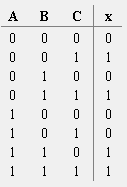 A B C x
0 0 0 0
0 0 1 1
0 1 0 0
0 1 1 1
1 0 0 0
1 0 1 0
1 1 0 1
1 1 1 1